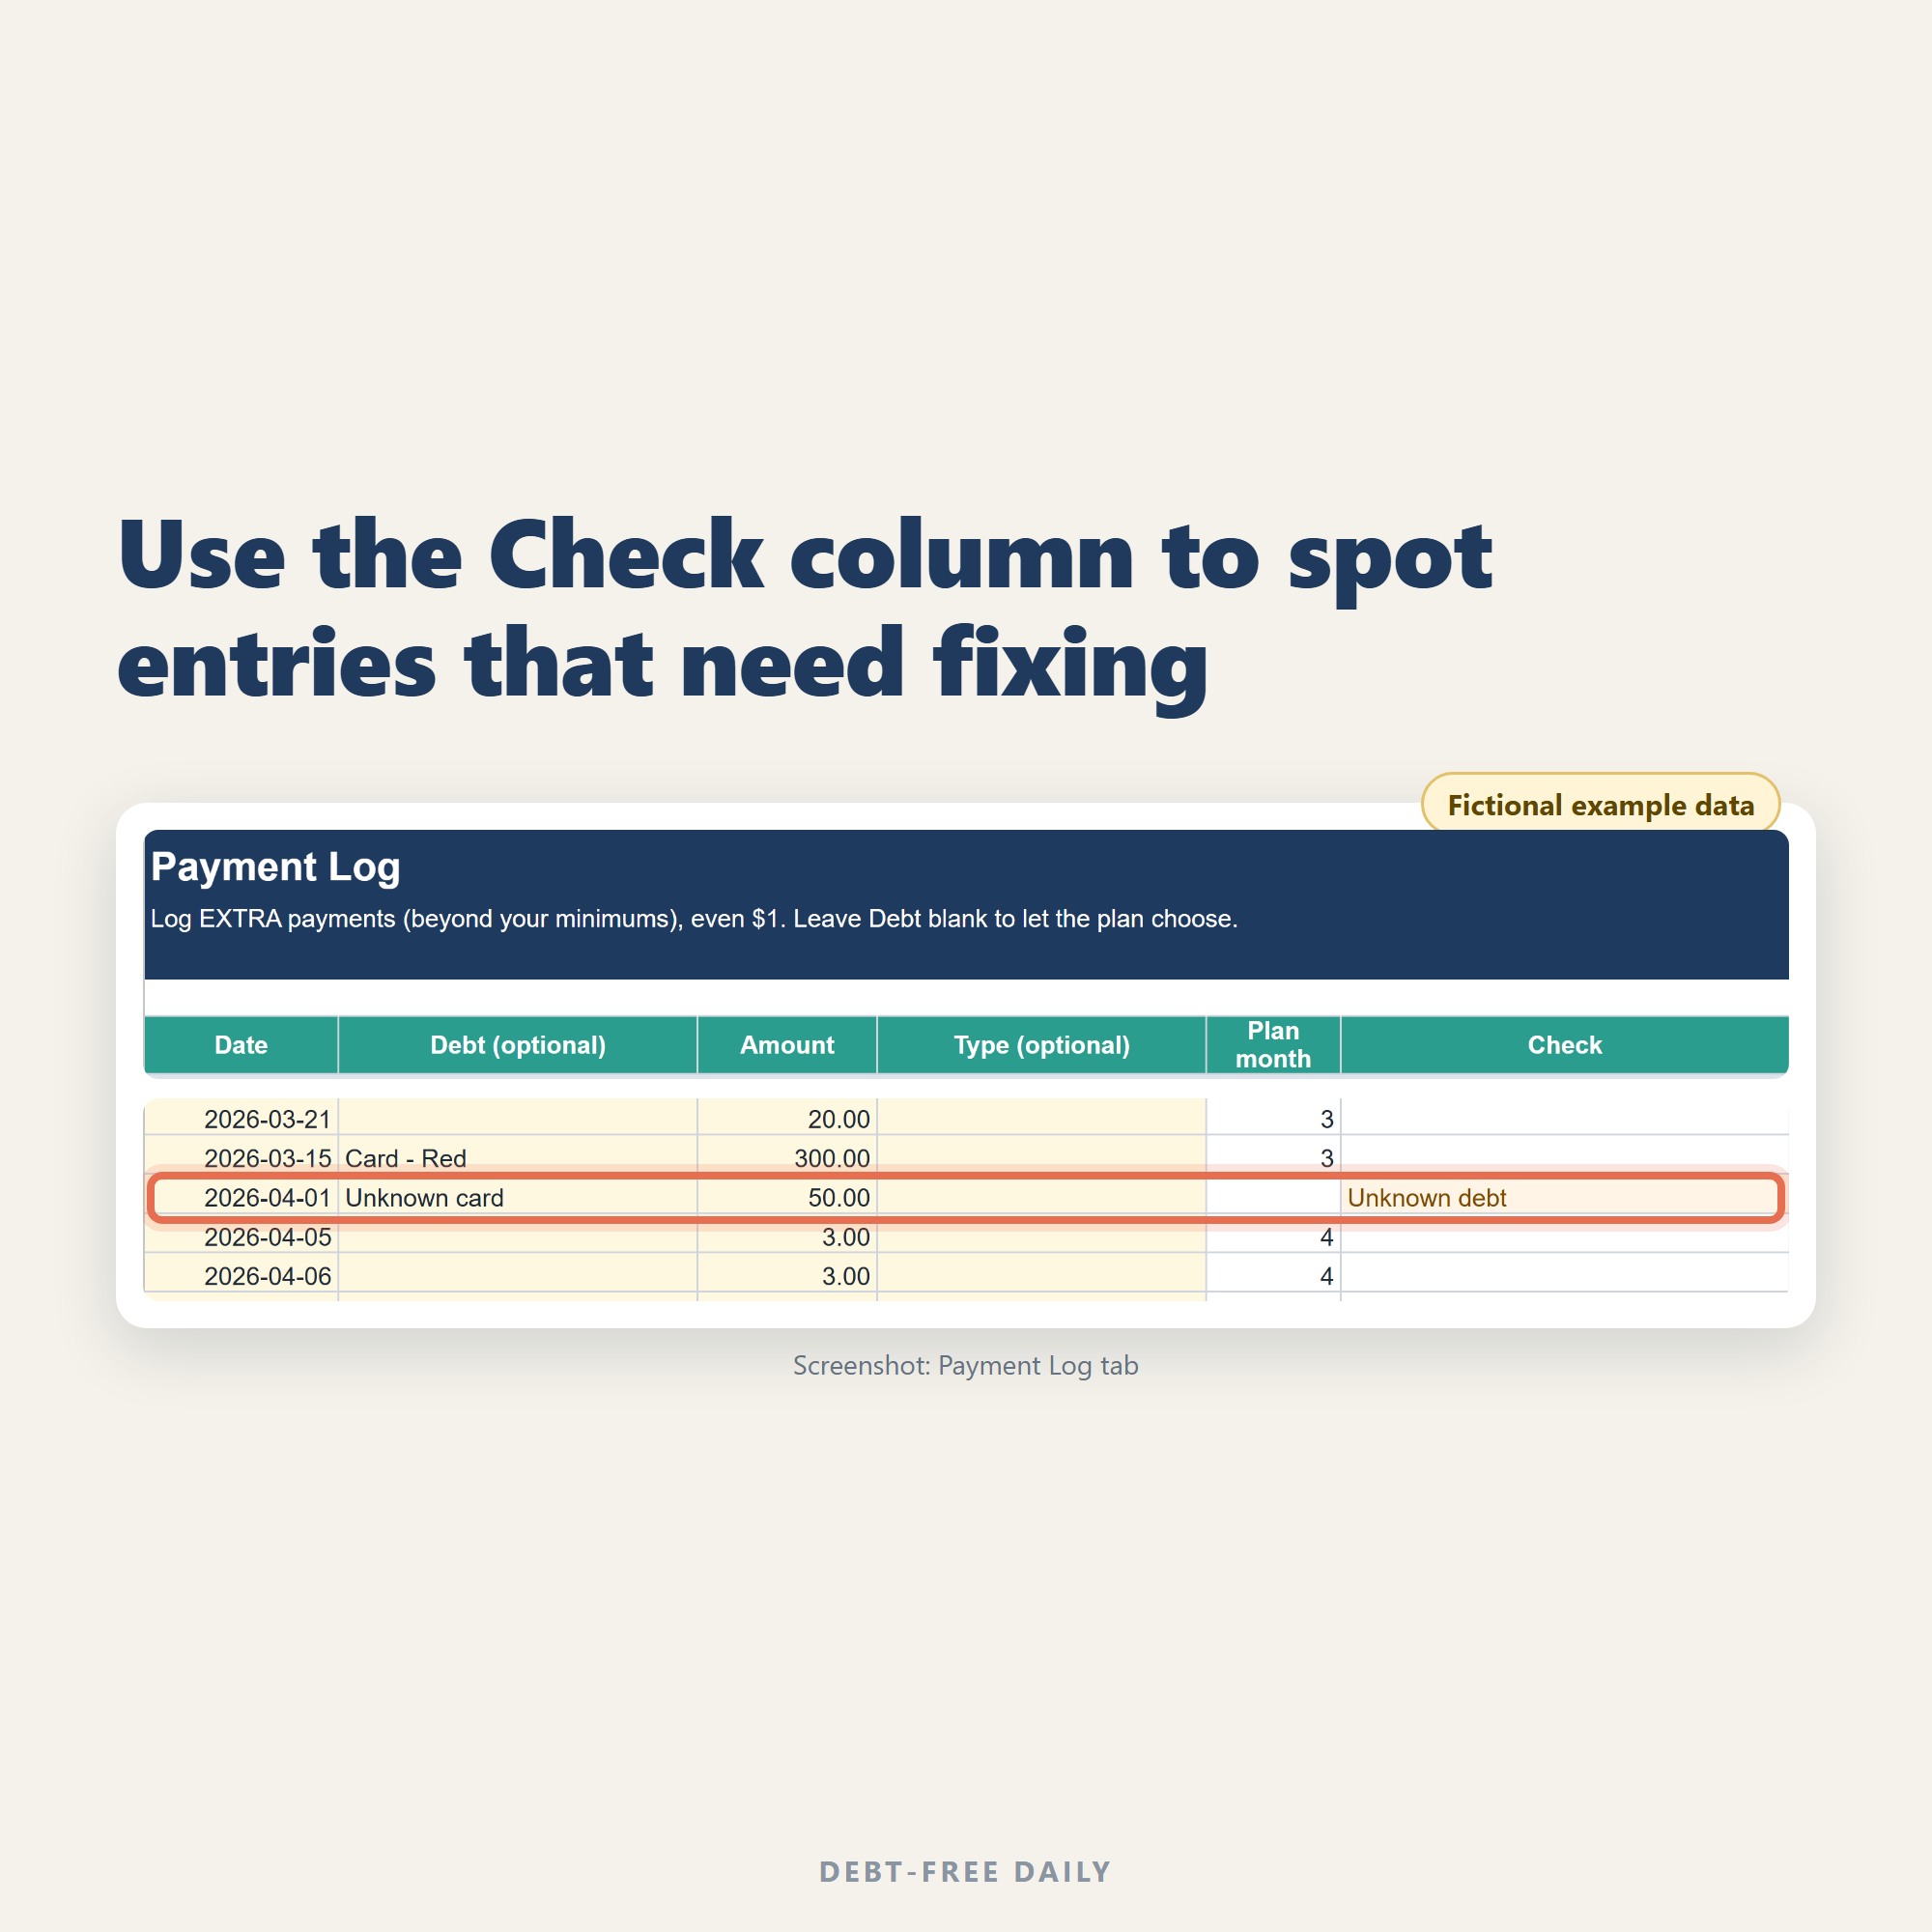 Use the Check column to spot
entries that need fixing
Fictional example data
Payment Log
Log EXTRA payments (beyond your minimums), even $1. Leave Debt blank to let the plan choose.
Date Debt (optional) Amount Type (optional) Plan month Check
2026-03-21 20.00 3
2026-03-15 Card - Red 300.00 3
2026-04-01 Unknown card 50.00 Unknown debt
2026-04-05 3.00 4
2026-04-06 3.00 4
Screenshot: Payment Log tab
DEBT-FREE DAILY